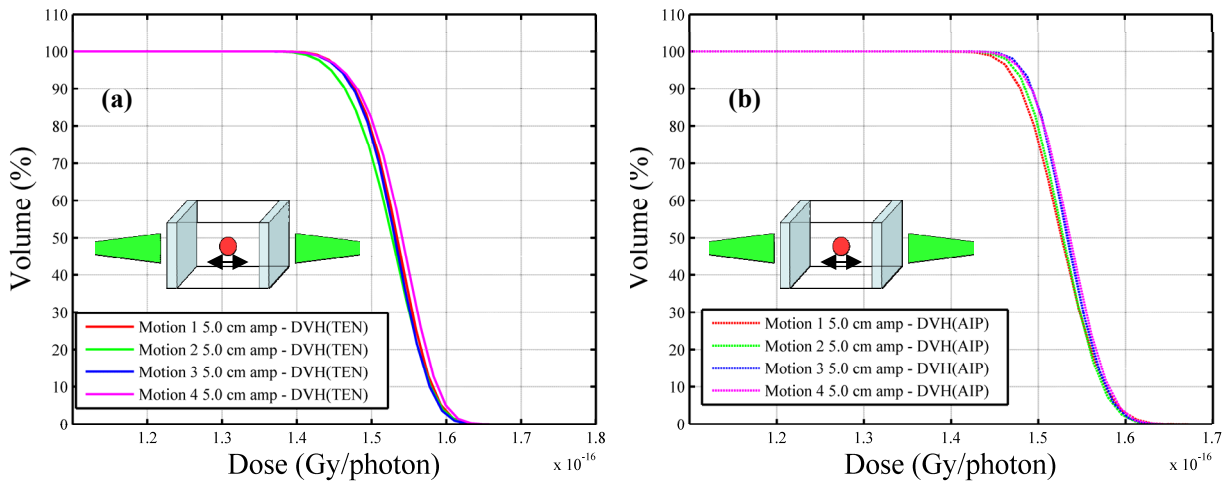 110
100
90
80
70
60
50
40
30
20
10
0
Volume (%)
(a)
Motion 1 5.0 cm amp - DVH(TEN)
Motion 2 5.0 cm amp - DVH(TEN)
Motion 3 5.0 cm amp - DVH(TEN)
Motion 4 5.0 cm amp - DVH(TEN)
1.2 1.3 1.4 1.5 1.6 1.7 1.8
Dose (Gy/photon)
x 10-16
110
100
90
80
70
60
50
40
30
20
10
0
Volume (%)
(b)
Motion 1 5.0 cm amp - DVH(AIP)
Motion 2 5.0 cm amp - DVH(AIP)
Motion 3 5.0 cm amp - DVH(AIP)
Motion 4 5.0 cm amp - DVH(AIP)
1.2 1.3 1.4 1.5 1.6 1.7
Dose (Gy/photon)
x 10-16